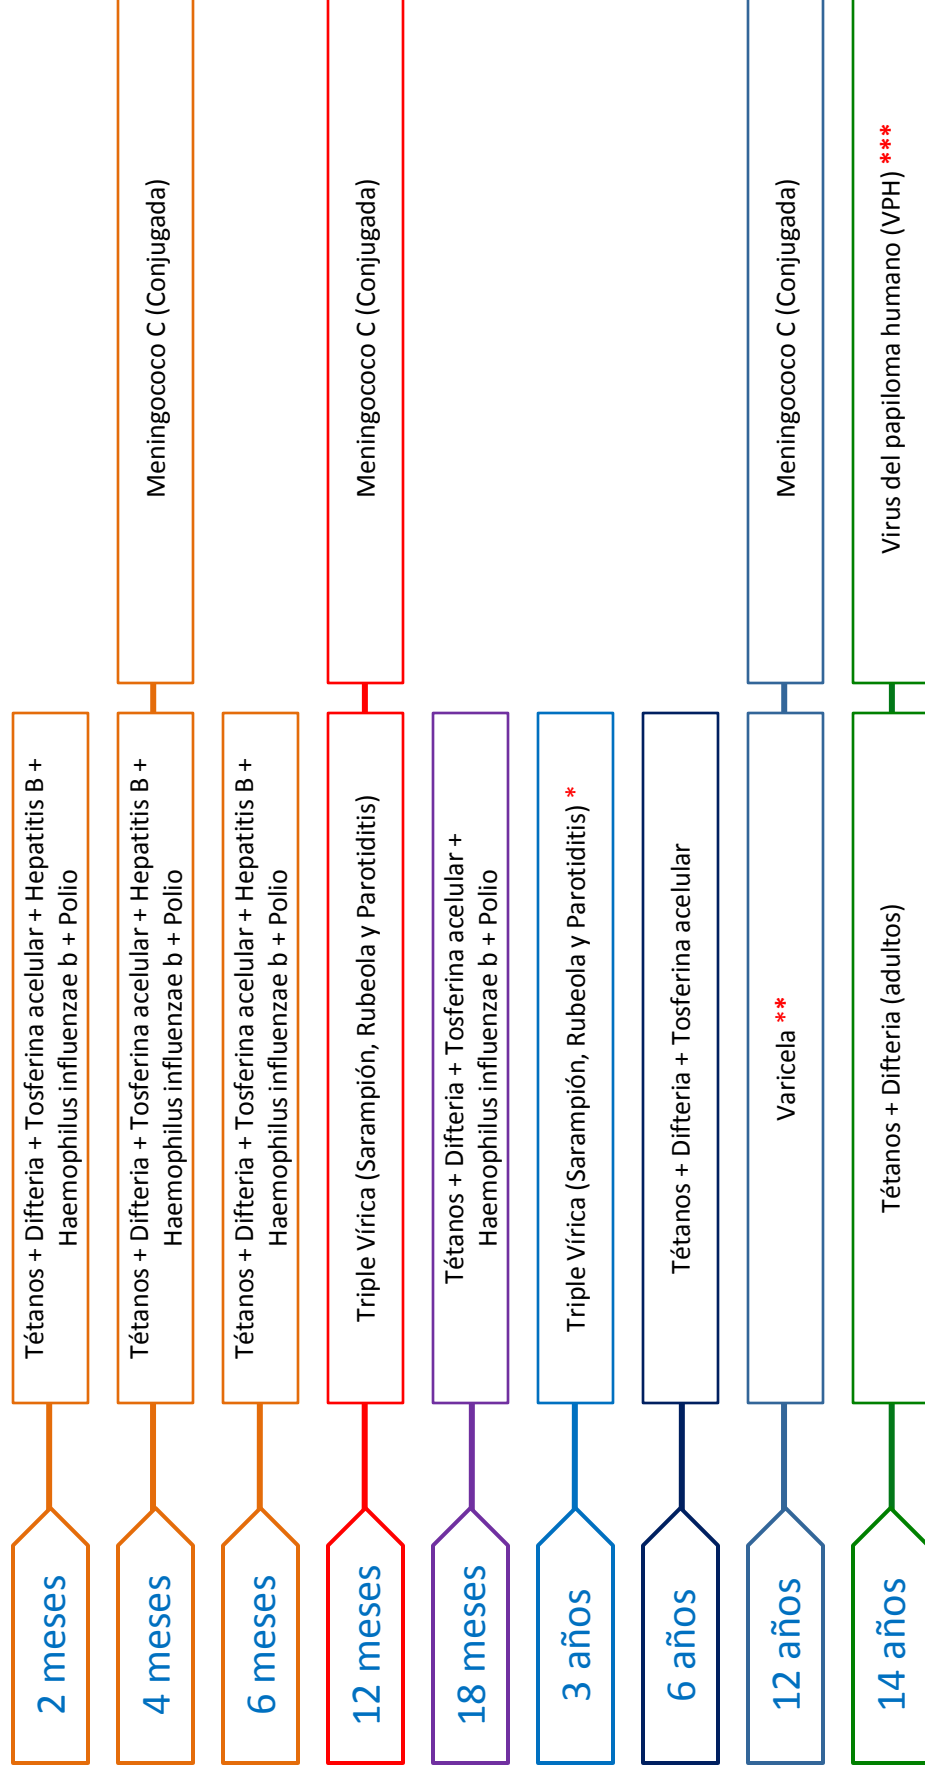 2 meses
Tétanos + Difteria + Tosferina acelular + Hepatitis B +
Haemophilus influenzae b + Polio
4 meses
Tétanos + Difteria + Tosferina acelular + Hepatitis B +
Haemophilus influenzae b + Polio
Meningococo C (Conjugada)
6 meses
Tétanos + Difteria + Tosferina acelular + Hepatitis B +
Haemophilus influenzae b + Polio
12 meses
Triple Vírica (Sarampión, Rubeola y Parotiditis)
Meningococo C (Conjugada)
18 meses
Tétanos + Difteria + Tosferina acelular +
Haemophilus influenzae b + Polio
3 años
Triple Vírica (Sarampión, Rubeola y Parotiditis) *
6 años
Tétanos + Difteria + Tosferina acelular
12 años
Varicela **
Meningococo C (Conjugada)
14 años
Tétanos + Difteria (adultos)
Virus del papiloma humano (VPH) ***